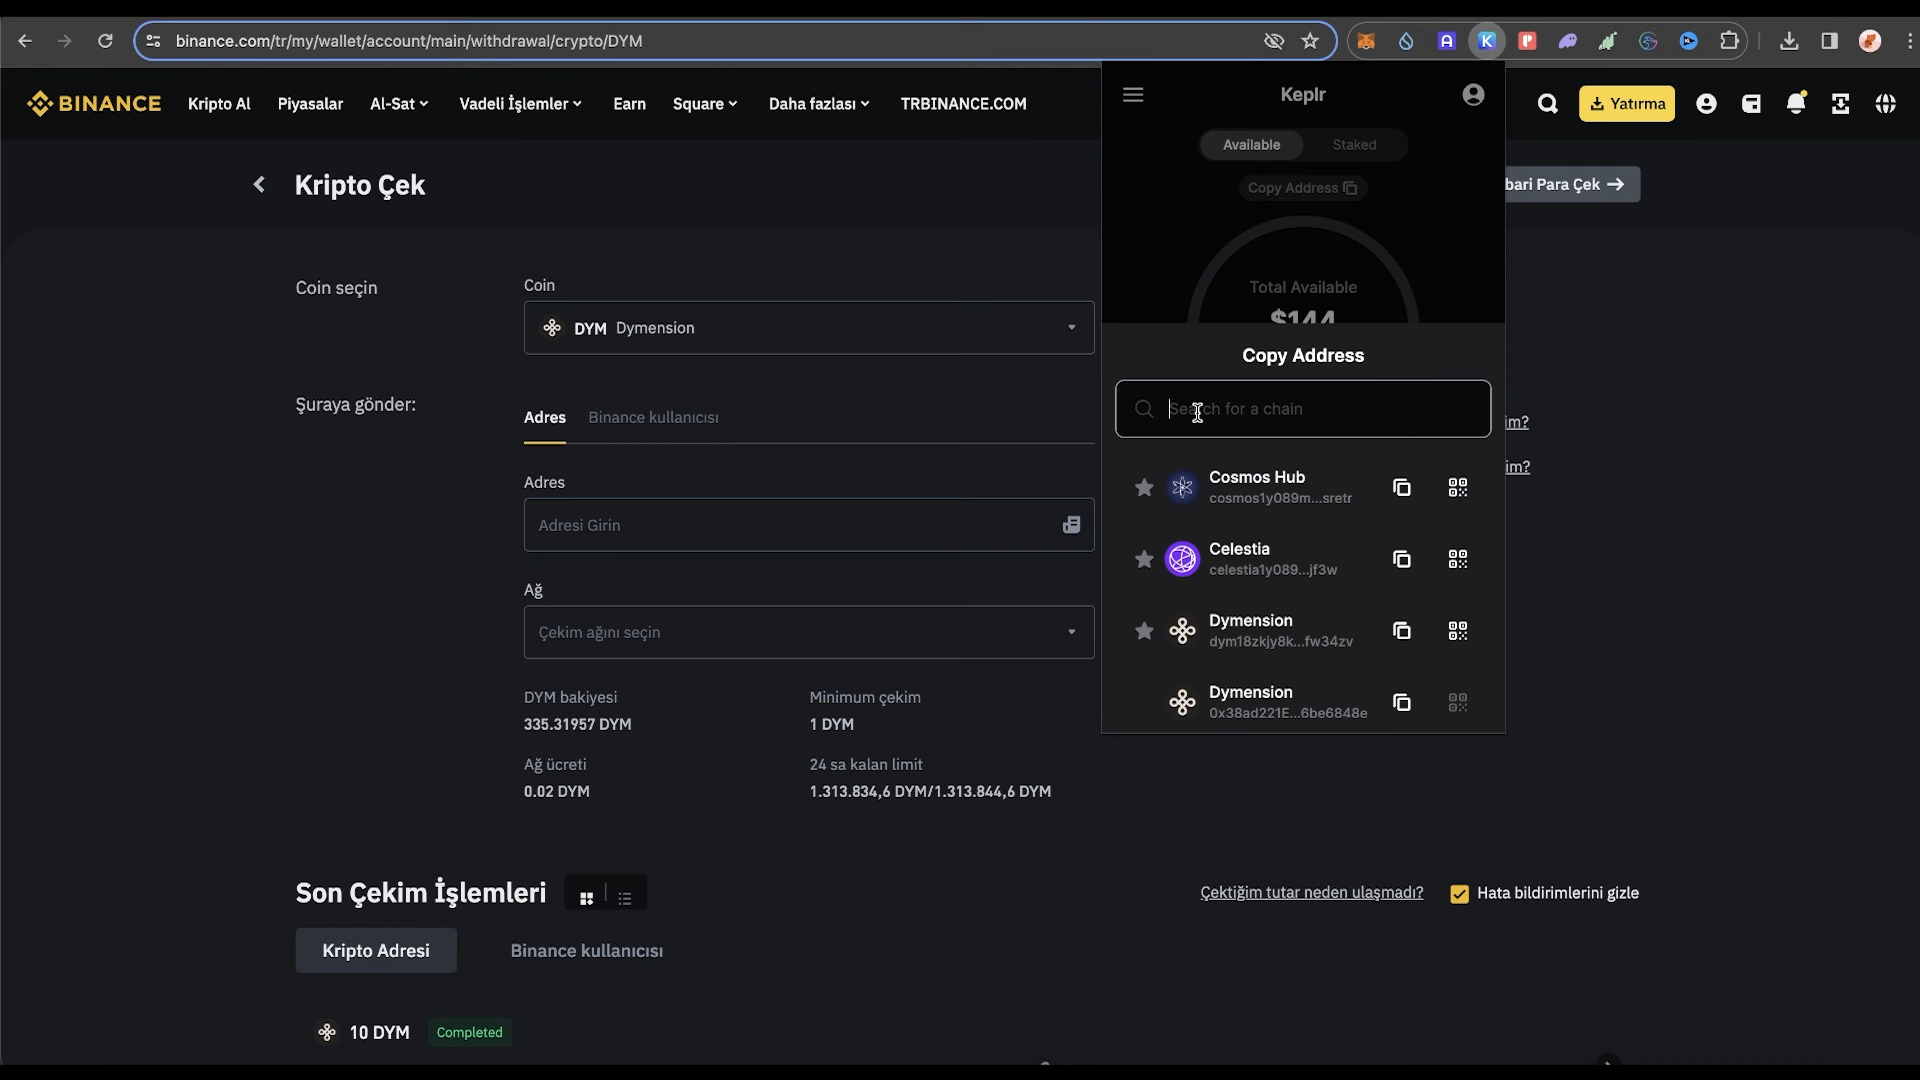 binance.com/tr/my/wallet/account/main/withdrawal/crypto/DYM
BINANCE
Kripto Al
Piyasalar
Al-Sat
Vadeli İşlemler
Earn
Square
Daha fazlası
TRBINANCE.COM
Yatırma
Kripto Çek
bari Para Çek
Coin seçin
Coin
DYM Dymension
Şuraya gönder:
Adres
Binance kullanıcısı
Adres
Adresi Girin
Ağ
Çekim ağını seçin
DYM bakiyesi
Minimum çekim
335.31957 DYM
1 DYM
Ağ ücreti
24 sa kalan limit
0.02 DYM
1.313.834,6 DYM/1.313.844,6 DYM
im?
im?
Keplr
Available
Staked
Copy Address
Total Available
$144
Copy Address
Search for a chain
Cosmos Hub
cosmos1y089m...sretr
Celestia
celestia1y089...jf3w
Dymension
dym18zkjy8k...fw34zv
Dymension
0x38ad221E...6be6848e
Son Çekim İşlemleri
Çektiğim tutar neden ulaşmadı?
Hata bildirimlerini gizle
Kripto Adresi
Binance kullanıcısı
10 DYM
Completed